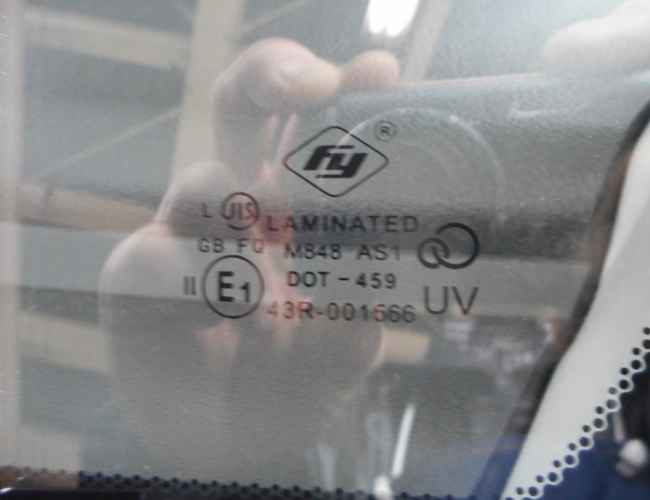 FY ®
L JIS LAMINATED
GB FQ M848 AS1
II E1 DOT-459
43R-001666 UV